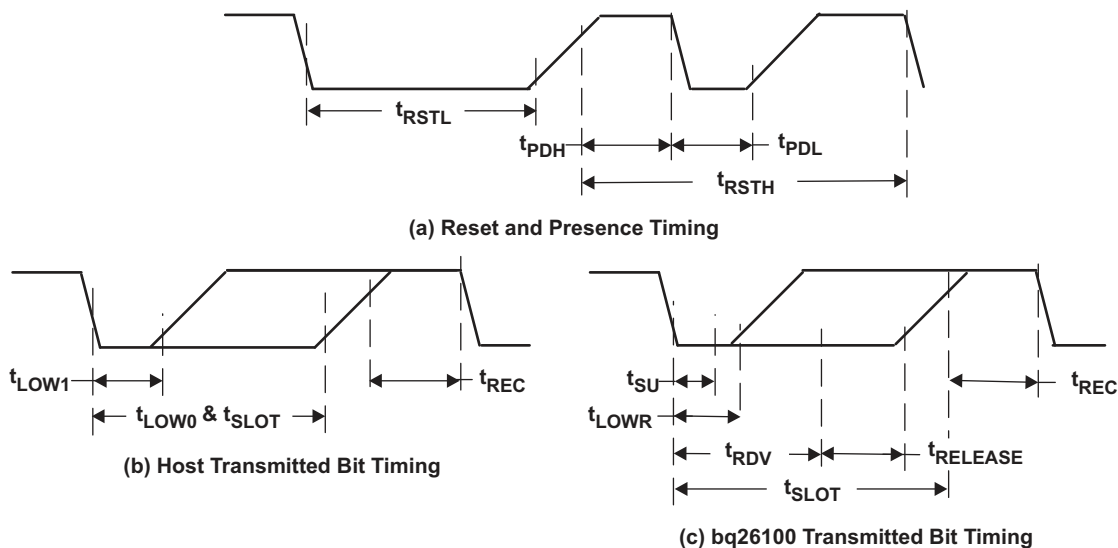 tRSTL
tPDH
tPDL
tRSTH
(a) Reset and Presence Timing
tLOW1
tREC
tLOW0 & tSLOT
(b) Host Transmitted Bit Timing
tSU
tREC
tLOWR
tRDV
tRELEASE
tSLOT
(c) bq26100 Transmitted Bit Timing